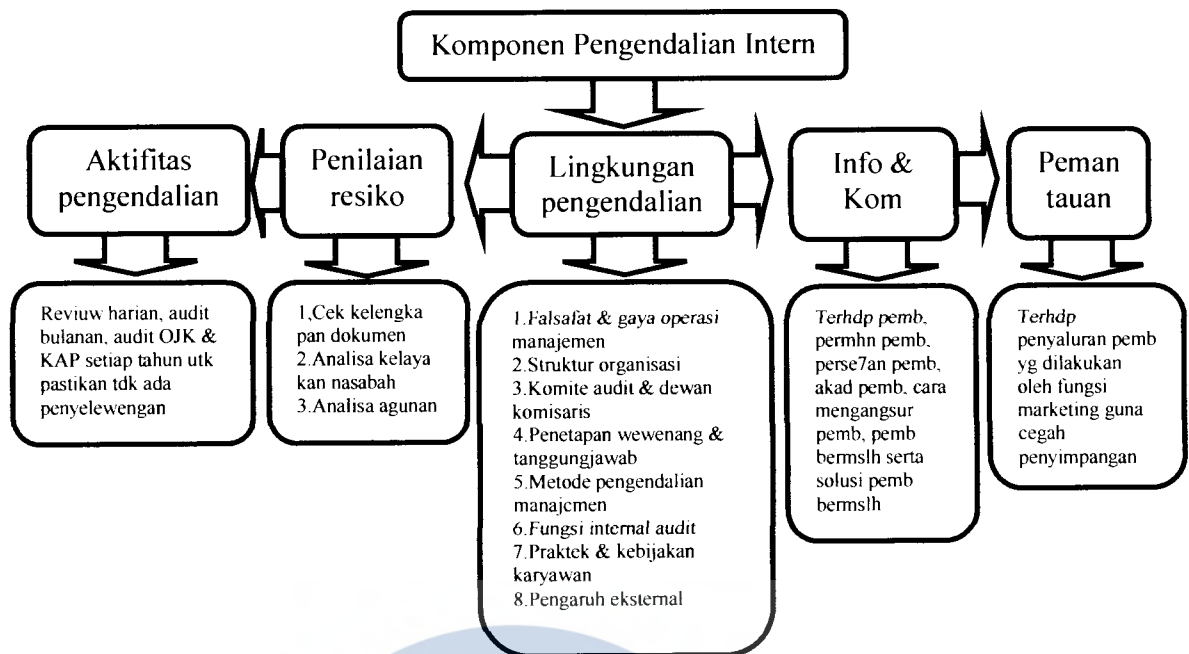 Komponen Pengendalian Intern
Aktifitas
pengendalian
Penilaian
resiko
Lingkungan
pengendalian
Info &
Kom
Peman
tauan
Reviuw harian, audit
bulanan, audit OJK &
KAP setiap tahun utk
pastikan tdk ada
penyelewengan
1,Cek kelengka
pan dokumen
2.Analisa kelaya
kan nasabah
3.Analisa agunan
1.Falsafat & gaya operasi
manajemen
2.Struktur organisasi
3.Komite audit & dewan
komisaris
4.Penetapan wewenang &
tanggungjawab
5.Metode pengendalian
manajemen
6.Fungsi internal audit
7.Praktek & kebijakan
karyawan
8.Pengaruh eksternal
Terhdp pemb,
permhn pemb,
perse7an pemb,
akad pemb, cara
mengangsur
pemb, pemb
bermslh serta
solusi pemb
bermslh
Terhdp
penyaluran pemb
yg dilakukan
oleh fungsi
marketing guna
cegah
penyimpangan